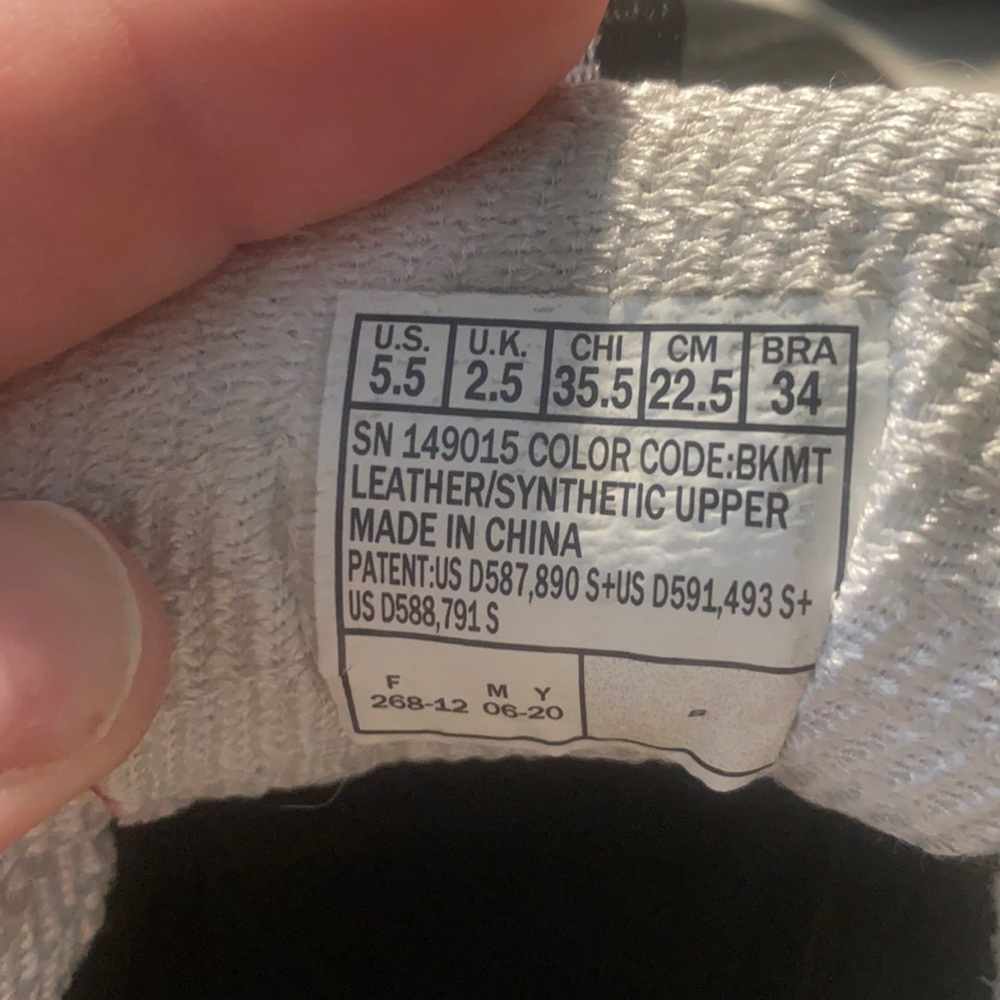 U.S. U.K. CHI CM BRA
5.5 2.5 35.5 22.5 34
SN 149015 COLOR CODE:BKMT
LEATHER/SYNTHETIC UPPER
MADE IN CHINA
PATENT:US D587,890 S+US D591,493 S+
US D588,791 S
F M Y
268-12 06-20